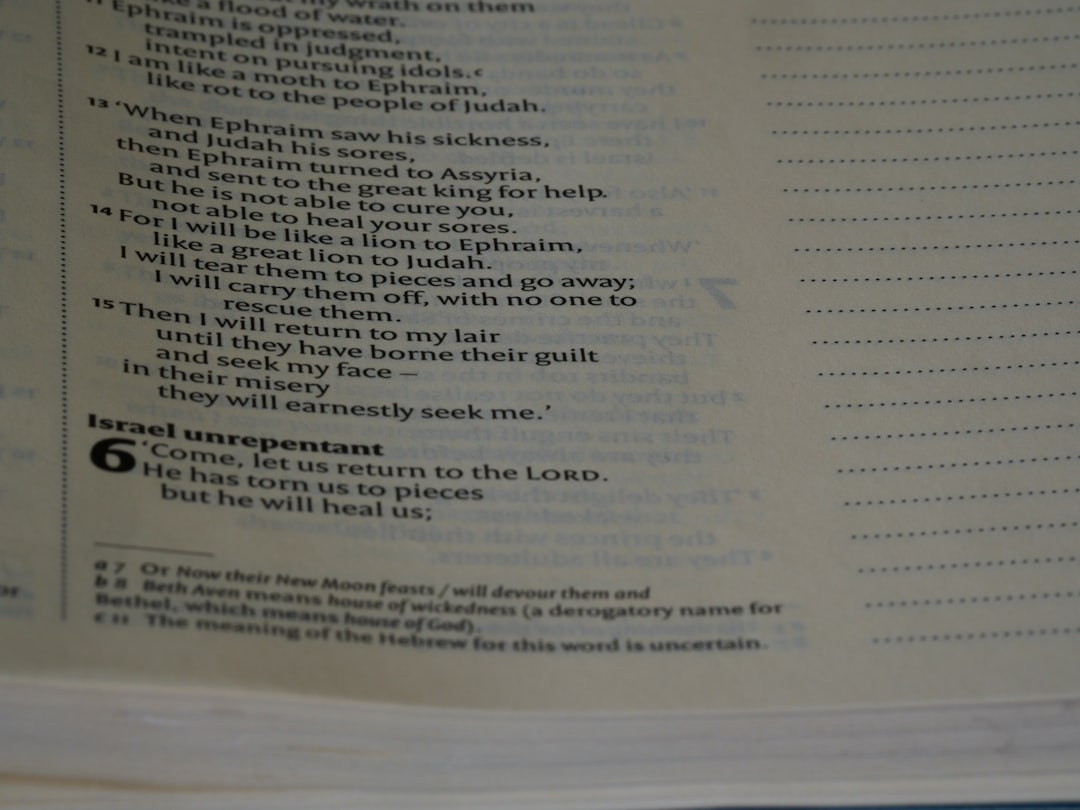 my wrath on them
a flood of water.
11 Ephraim is oppressed,
trampled in judgment,
intent on pursuing idols.c
12 I am like a moth to Ephraim,
like rot to the people of Judah.
13 ‘When Ephraim saw his sickness,
and Judah his sores,
then Ephraim turned to Assyria,
and sent to the great king for help.
But he is not able to cure you,
not able to heal your sores.
14 For I will be like a lion to Ephraim,
like a great lion to Judah.
I will tear them to pieces and go away;
I will carry them off, with no one to
rescue them.
15 Then I will return to my lair
until they have borne their guilt
and seek my face –
in their misery
they will earnestly seek me.’
Israel unrepentant
6 ‘Come, let us return to the LORD.
He has torn us to pieces
but he will heal us;
a 7 Or Now their New Moon feasts / will devour them and
b 8 Beth Aven means house of wickedness (a derogatory name for
Bethel, which means house of God).
c 11 The meaning of the Hebrew for this word is uncertain.